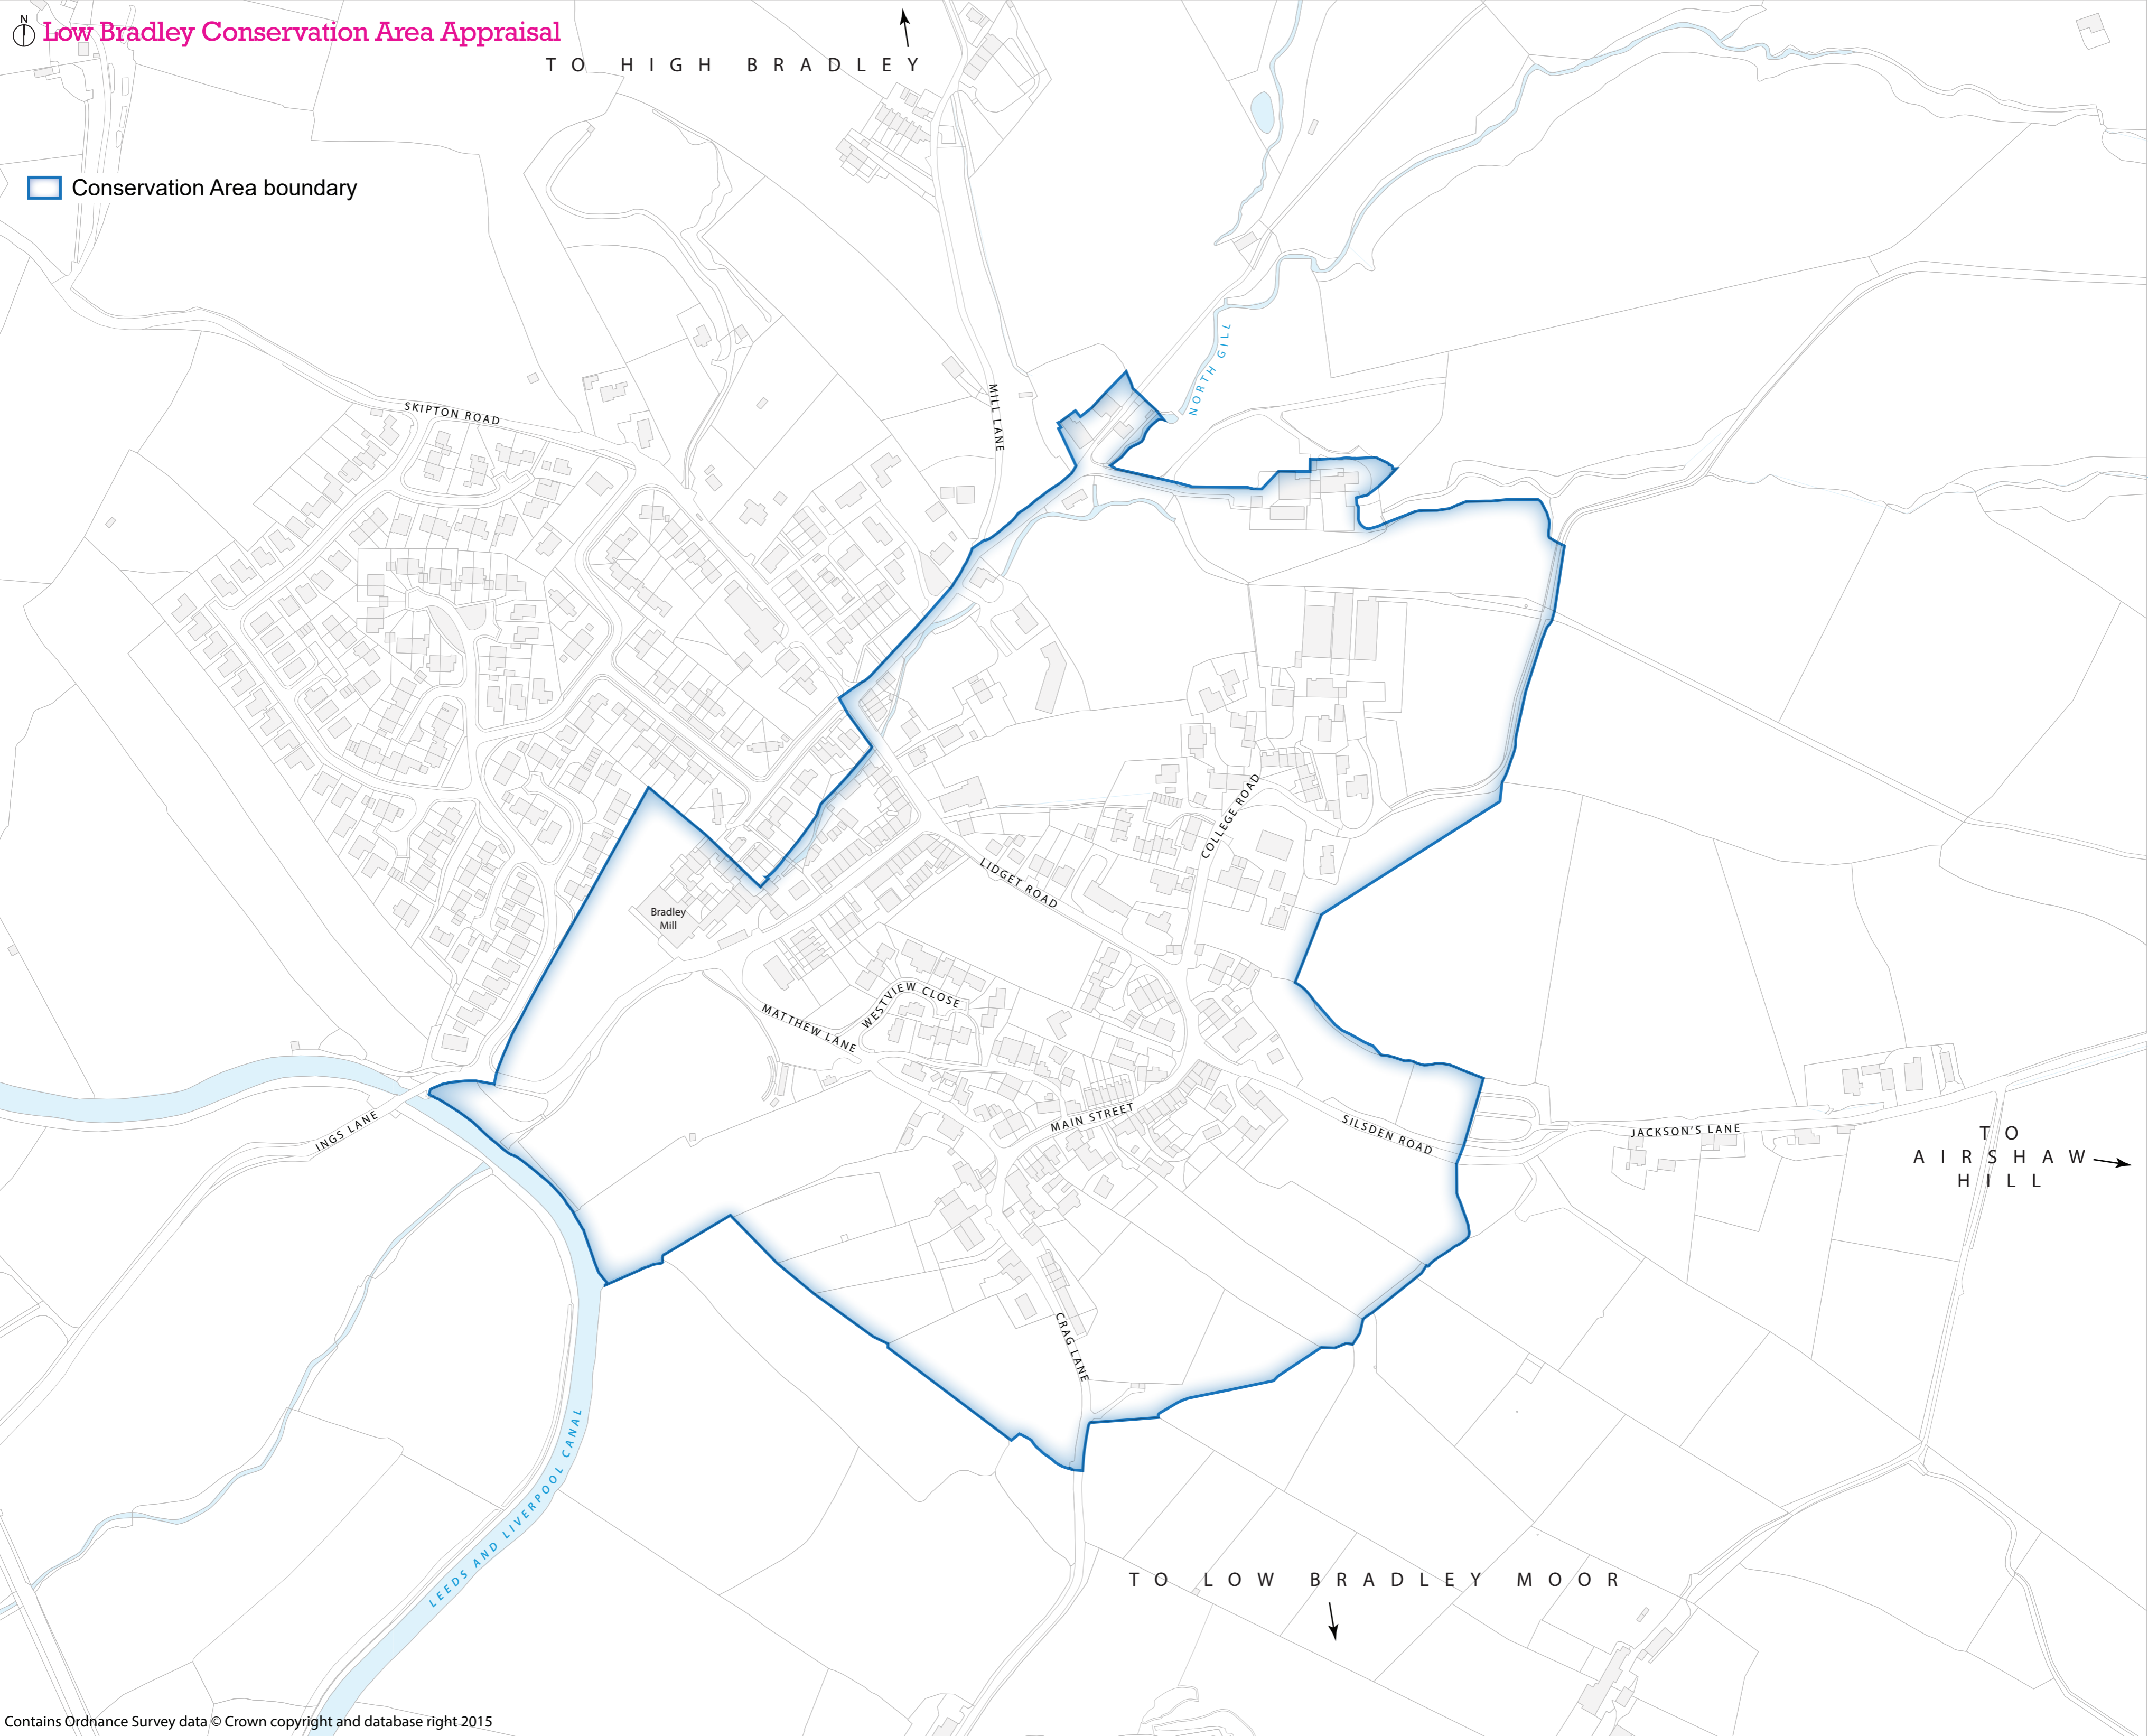 N
Low Bradley Conservation Area Appraisal
TO HIGH BRADLEY
Conservation Area boundary
NORTH GILL
MILL LANE
SKIPTON ROAD
COLLEGE ROAD
LIDGET ROAD
Bradley
Mill
WESTVIEW CLOSE
MATTHEW LANE
MAIN STREET
SILSDEN ROAD
JACKSON'S LANE
INGS LANE
TO
AIRSHAW
HILL
CRAG LANE
LEEDS AND LIVERPOOL CANAL
TO LOW BRADLEY MOOR
Contains Ordnance Survey data © Crown copyright and database right 2015